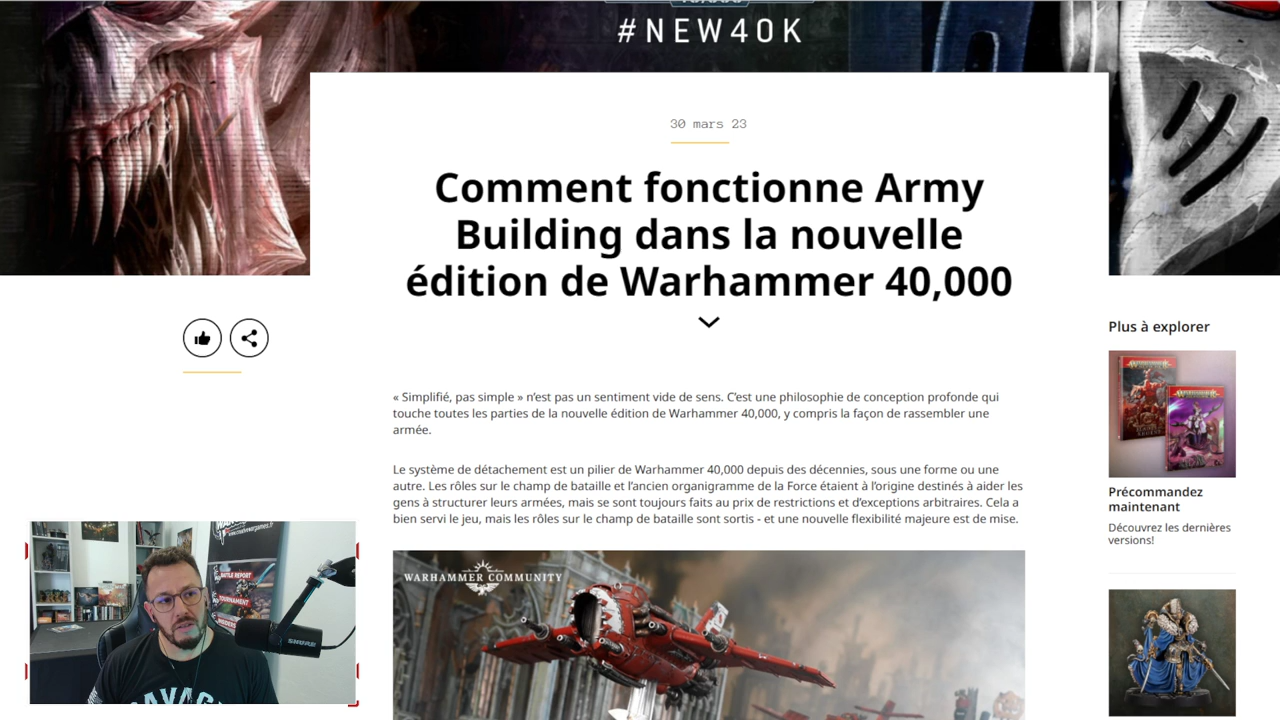 #NEW40K
30 mars 23
Comment fonctionne Army
Building dans la nouvelle
édition de Warhammer 40,000
Plus à explorer
« Simplifié, pas simple » n'est pas un sentiment vide de sens. C'est une philosophie de conception profonde qui
touche toutes les parties de la nouvelle édition de Warhammer 40,000, y compris la façon de rassembler une
armée.
Le système de détachement est un pilier de Warhammer 40,000 depuis des décennies, sous une forme ou une
autre. Les rôles sur le champ de bataille et l'ancien organigramme de la Force étaient à l'origine destinés à aider les
gens à structurer leurs armées, mais se sont toujours faits au prix de restrictions et d'exceptions arbitraires. Cela a
bien servi le jeu, mais les rôles sur le champ de bataille sont sortis - et une nouvelle flexibilité majeure est de mise.
Précommandez
maintenant
Découvrez les dernières
versions!
WARHAMMER COMMUNITY
BATTLE REPORT
TOURNAMENT
SHURE
SAVAG